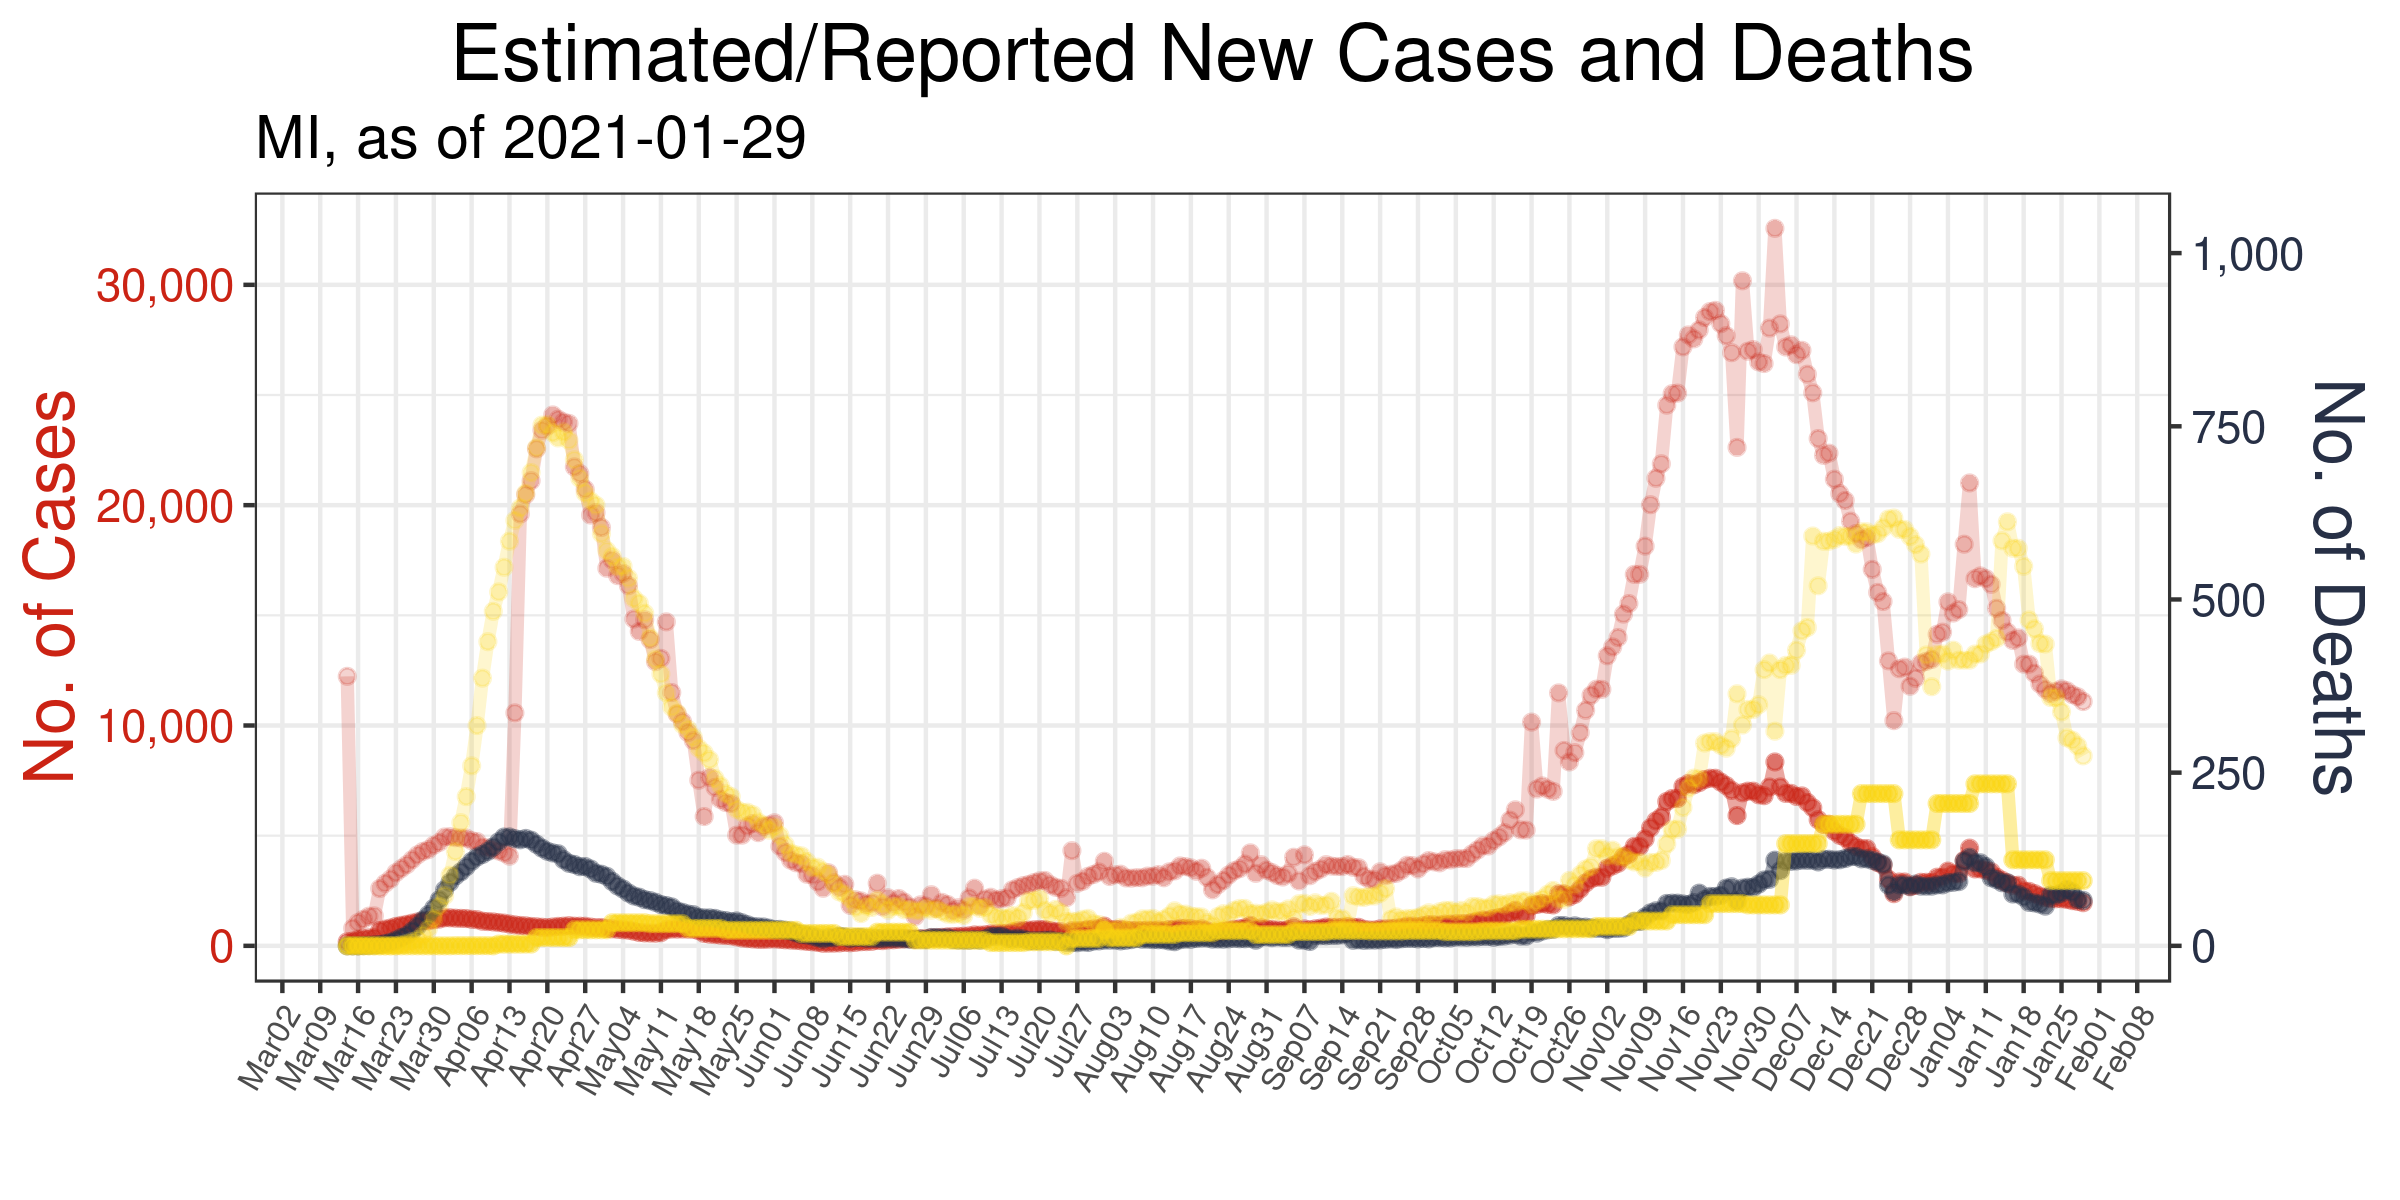 Estimated/Reported New Cases and Deaths
MI, as of 2021-01-29
No. of Cases
30,000
20,000
10,000
0
1,000
750
500
250
0
No. of Deaths
Mar02
Mar09
Mar16
Mar23
Mar30
Apr06
Apr13
Apr20
Apr27
May04
May11
May18
May25
Jun01
Jun08
Jun15
Jun22
Jun29
Jul06
Jul13
Jul20
Jul27
Aug03
Aug10
Aug17
Aug24
Aug31
Sep07
Sep14
Sep21
Sep28
Oct05
Oct12
Oct19
Oct26
Nov02
Nov09
Nov16
Nov23
Nov30
Dec07
Dec14
Dec21
Dec28
Jan04
Jan11
Jan18
Jan25
Feb01
Feb08